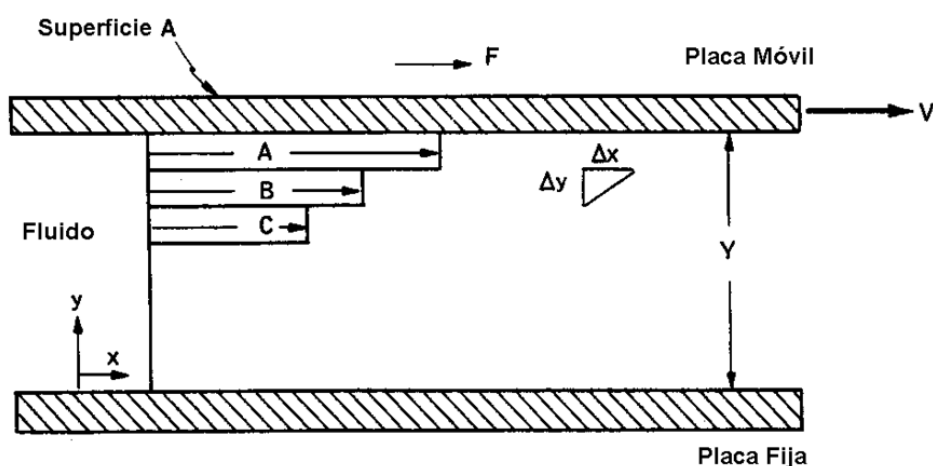 Superficie A
F
Placa Móvil
V
A
Δx
B
Δy
C
Fluido
Y
y
x
Placa Fija